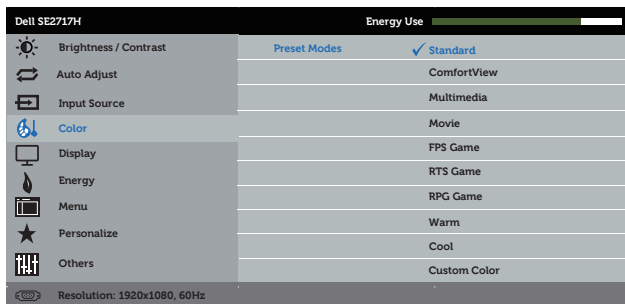 Dell SE2717H Energy Use
Brightness / Contrast Preset Modes Standard
Auto Adjust ComfortView
Input Source Multimedia
Color Movie
Display FPS Game
Energy RTS Game
Menu RPG Game
Personalize Warm
Cool
Others Custom Color
Resolution: 1920x1080, 60Hz